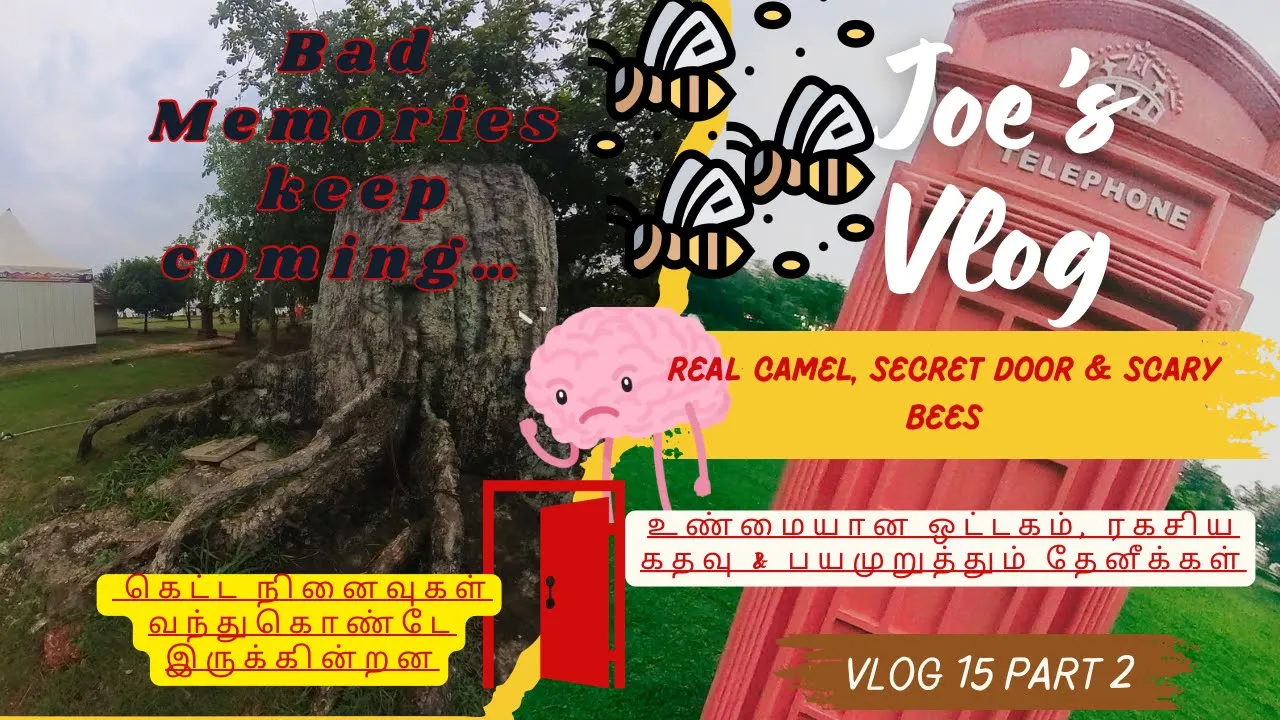 Bad
Memories
keep
coming...
Joe's
Vlog
TELEPHONE
REAL CAMEL, SECRET DOOR & SCARY
BEES
உண்மையான ஒட்டகம், ரகசிய
கதவு & பயமுறுத்தும் தேனீக்கள்
கெட்ட நினைவுகள்
வந்துகொண்டே
இருக்கின்றன
VLOG 15 PART 2